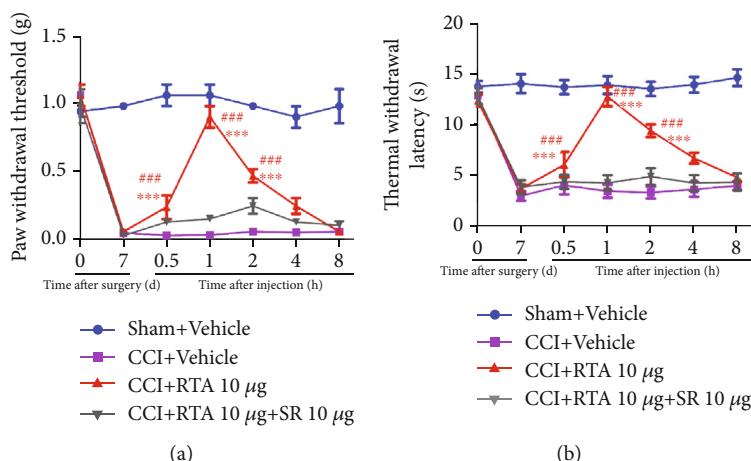 Paw withdrawal threshold (g)
1.5
1.0
0.5
0.0
###
***
###
***
###
***
0 7 0.5 1 2 4 8
Time after surgery (d) Time after injection (h)
Sham+Vehicle
CCI+Vehicle
CCI+RTA 10 μg
CCI+RTA 10 μg+SR 10 μg
(a)
Thermal withdrawal
latency (s)
20
15
10
5
0
###
***
###
***
###
***
0 7 0.5 1 2 4 8
Time after surgery (d) Time after injection (h)
Sham+Vehicle
CCI+Vehicle
CCI+RTA 10 μg
CCI+RTA 10 μg+SR 10 μg
(b)